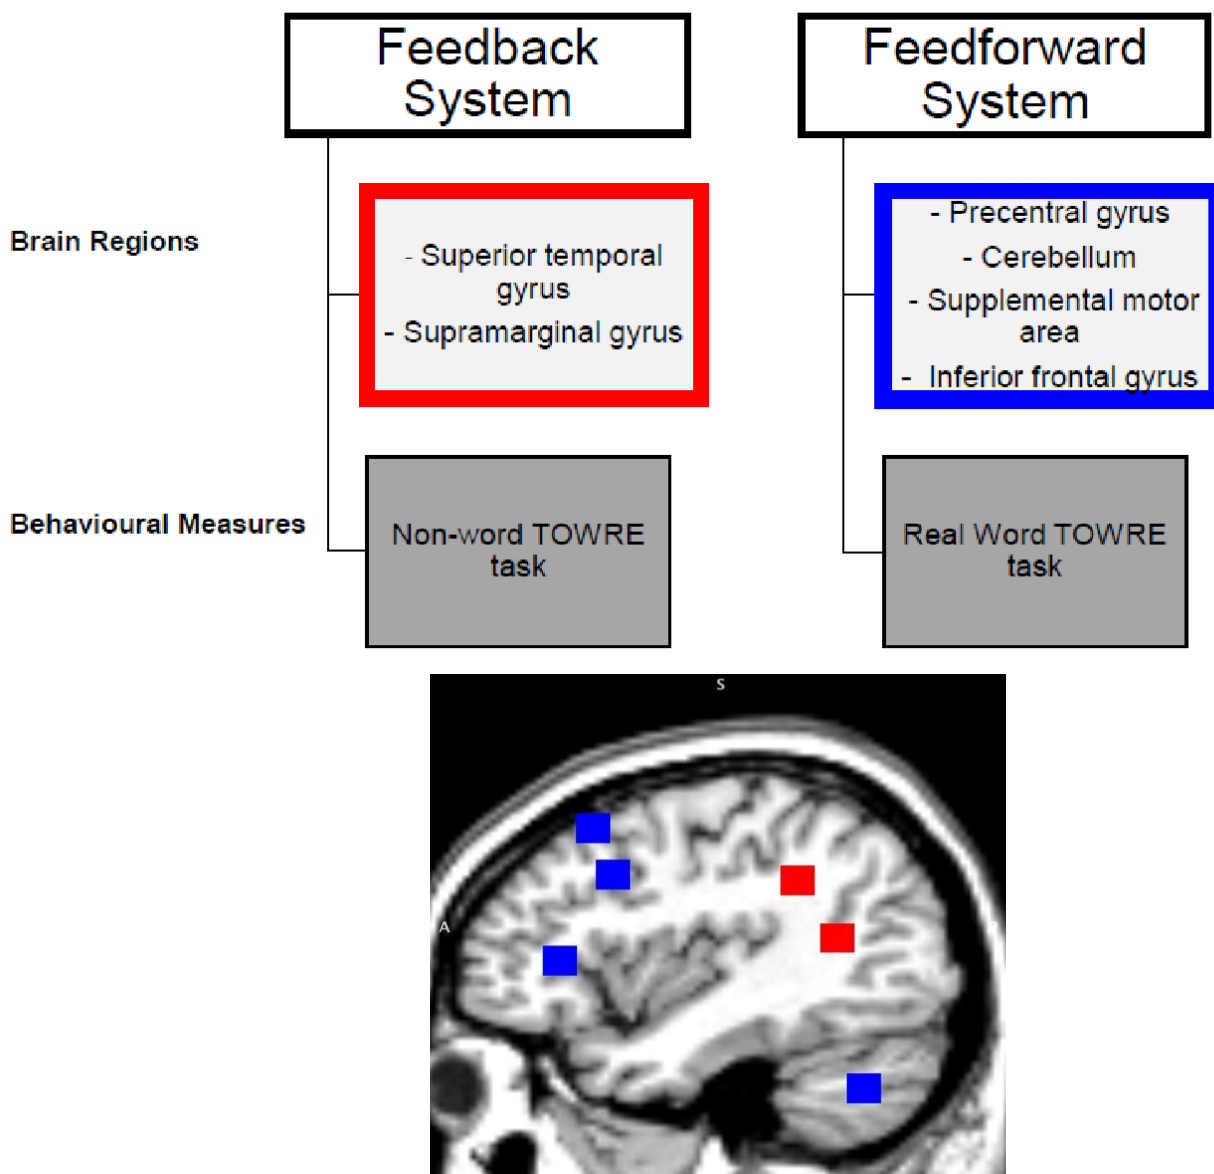 Feedback
System
Feedforward
System
Brain Regions
- Superior temporal
gyrus
- Supramarginal gyrus
- Precentral gyrus
- Cerebellum
- Supplemental motor
area
- Inferior frontal gyrus
Behavioural Measures
Non-word TOWRE
task
Real Word TOWRE
task
S
A